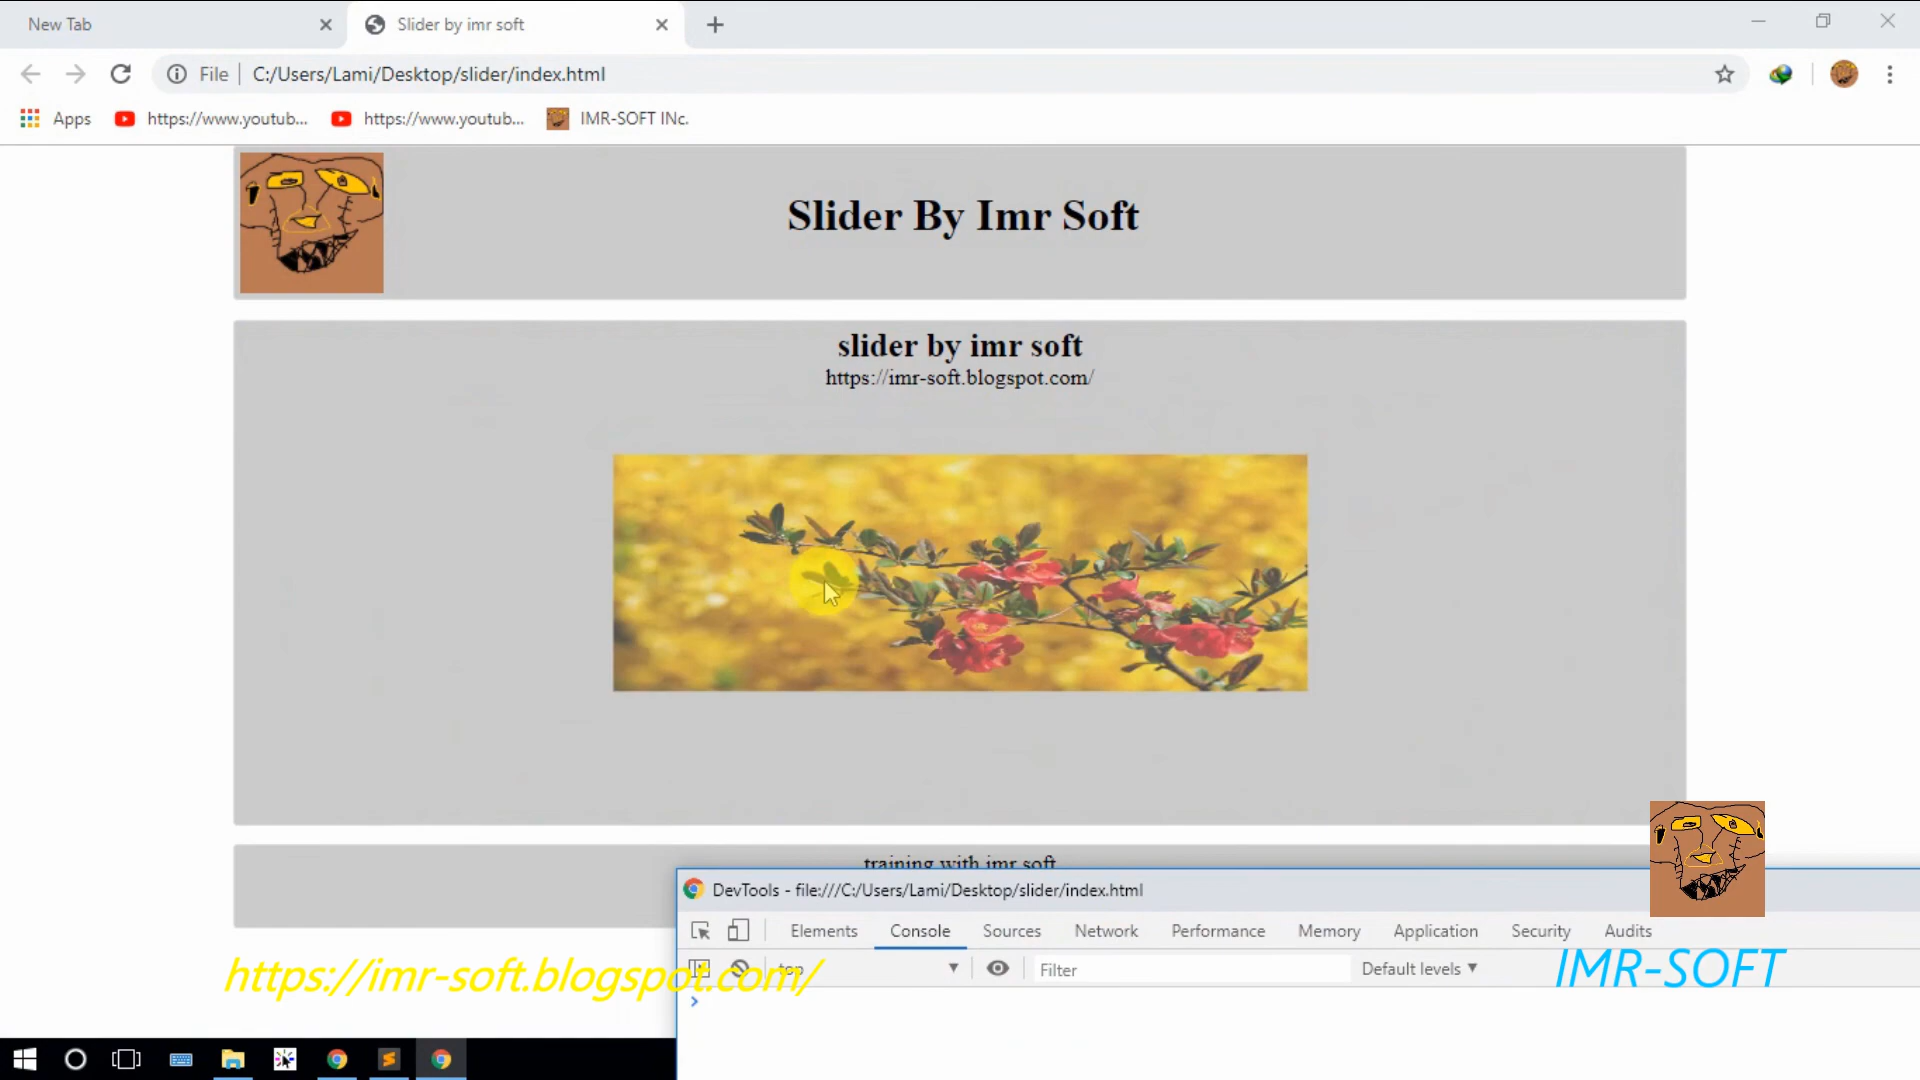 New Tab
Slider by imr soft
File
C:/Users/Lami/Desktop/slider/index.html
Apps
https://www.youtub...
https://www.youtub...
IMR-SOFT INc.
Slider By Imr Soft
slider by imr soft
https://imr-soft.blogspot.com/
training with imr soft
DevTools - file:///C:/Users/Lami/Desktop/slider/index.html
Elements
Console
Sources
Network
Performance
Memory
Application
Security
Audits
top
Filter
Default levels
https://imr-soft.blogspot.com/
IMR-SOFT